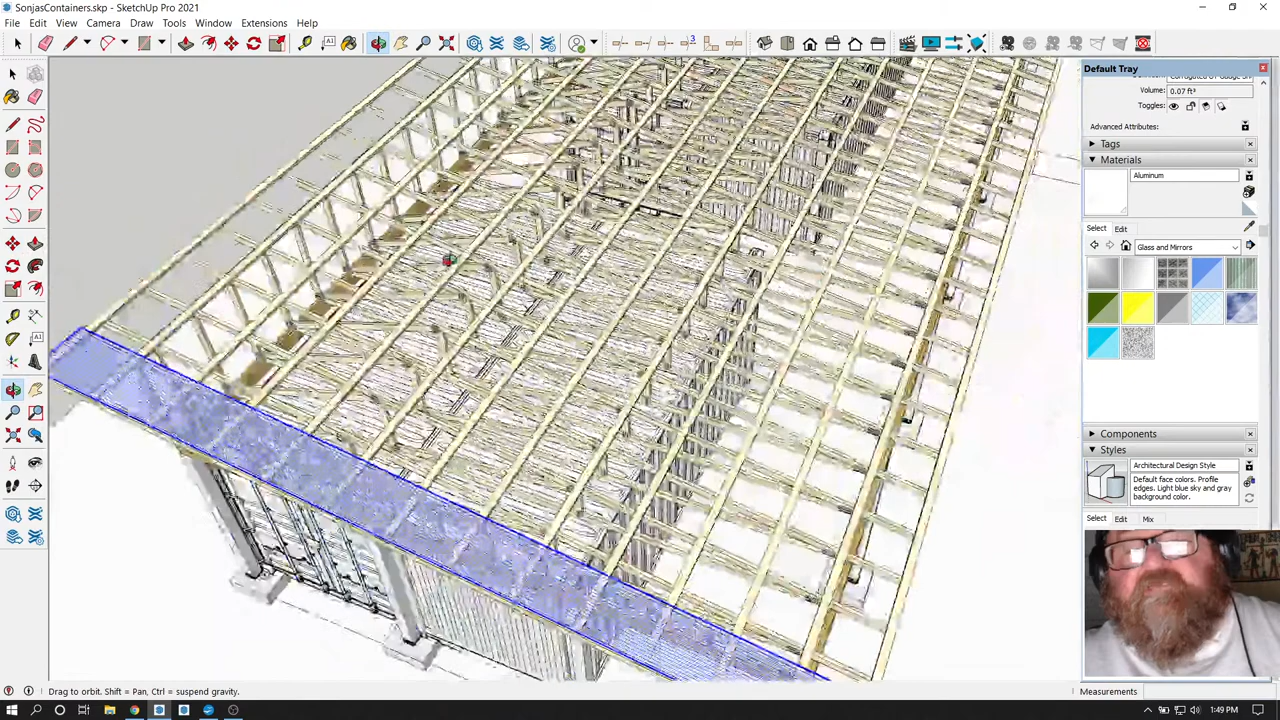 SonjasContainers.skp - SketchUp Pro 2021
File Edit View Camera Draw Tools Window Extensions Help
3
Default Tray
Volume: 0.07 ft³
Toggles:
Advanced Attributes:
Tags
Materials
Aluminum
Select Edit
Glass and Mirrors
Components
Styles
Architectural Design Style
Default face colors. Profile
edges. Light blue sky and gray
background color.
Select Edit Mix
Drag to orbit. Shift = Pan, Ctrl = suspend gravity.
Measurements
1:49 PM